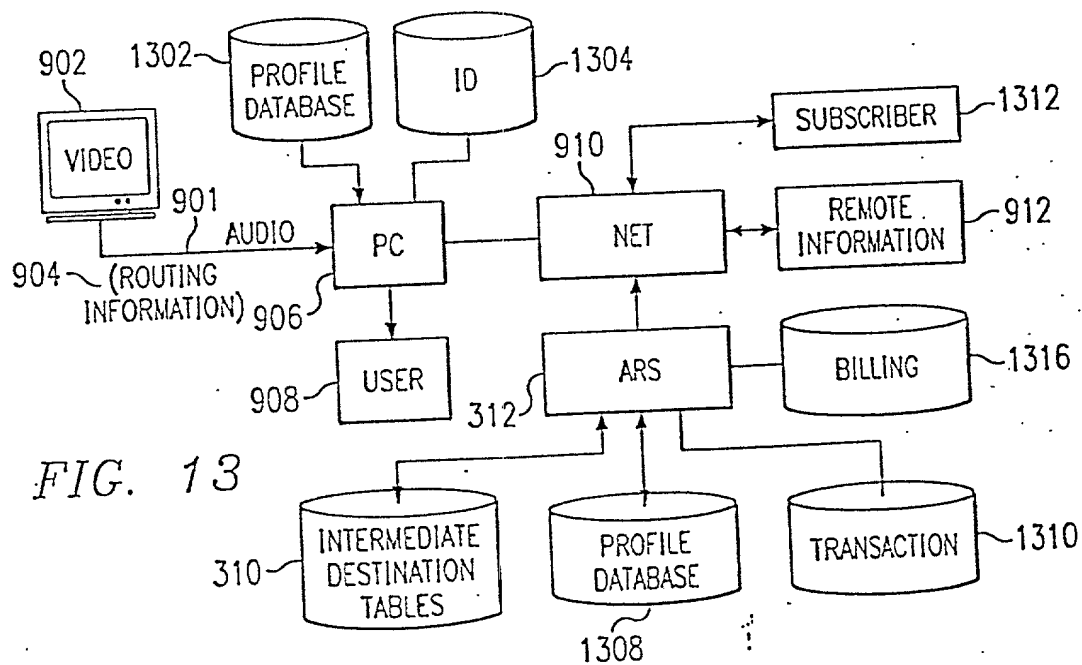 1302
1304
902
PROFILE
DATABASE
ID
VIDEO
SUBSCRIBER
1312
910
901
AUDIO
PC
NET
REMOTE
INFORMATION
912
904
(ROUTING
INFORMATION)
906
USER
908
ARS
312
BILLING
1316
FIG. 13
INTERMEDIATE
DESTINATION
TABLES
310
PROFILE
DATABASE
1308
TRANSACTION
1310